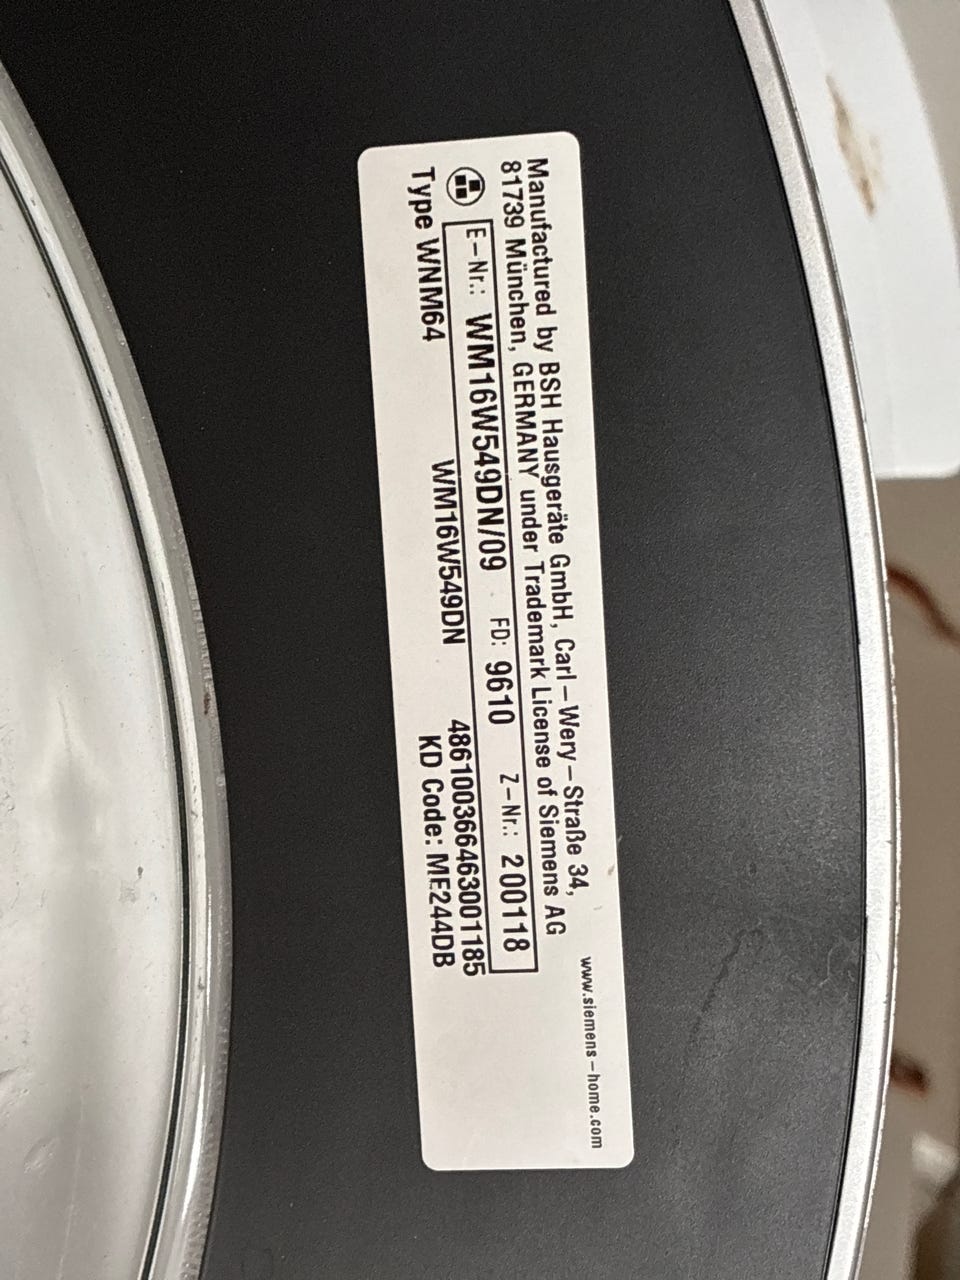 Manufactured by BSH Hausgeräte GmbH, Carl-Wery-Straße 34,
81739 München, GERMANY under Trademark License of Siemens AG
www.siemens-home.com
E-Nr.: WM16W549DN/09 FD: 9610 Z-Nr.: 200118
Type WNM64 WM16W549DN 486100366463001185
KD Code: MF244DB